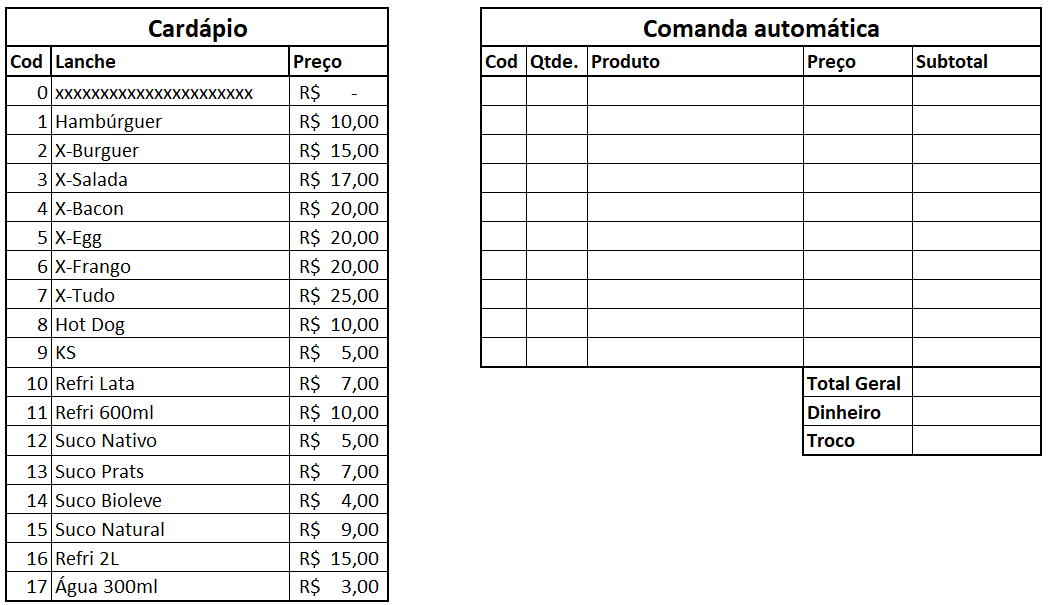 Cardápio
Cod Lanche Preço
0 xxxxxxxxxxxxxxxxxxxxxx R$ -
1 Hambúrguer R$ 10,00
2 X-Burguer R$ 15,00
3 X-Salada R$ 17,00
4 X-Bacon R$ 20,00
5 X-Egg R$ 20,00
6 X-Frango R$ 20,00
7 X-Tudo R$ 25,00
8 Hot Dog R$ 10,00
9 KS R$ 5,00
10 Refri Lata R$ 7,00
11 Refri 600ml R$ 10,00
12 Suco Nativo R$ 5,00
13 Suco Prats R$ 7,00
14 Suco Bioleve R$ 4,00
15 Suco Natural R$ 9,00
16 Refri 2L R$ 15,00
17 Água 300ml R$ 3,00
Comanda automática
Cod Qtde. Produto Preço Subtotal
Total Geral
Dinheiro
Troco